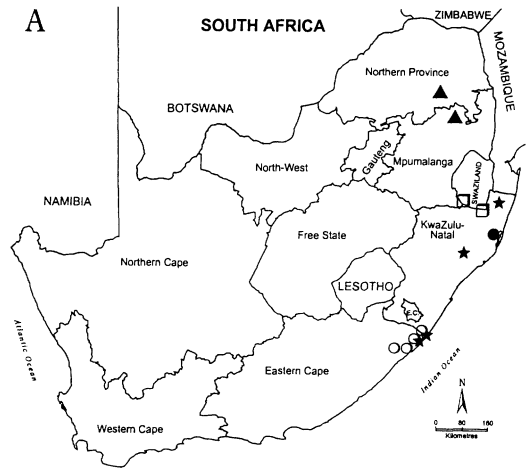 A
SOUTH AFRICA
ZIMBABWE
MOZAMBIQUE
Northern Province
BOTSWANA
North-West
Gauteng
Mpumalanga
SWAZILAND
NAMIBIA
Free State
KwaZulu-
Natal
Northern Cape
LESOTHO
E.C.
Atlantic Ocean
Eastern Cape
Indian Ocean
N
Western Cape
80 0 80 160
Kilometres